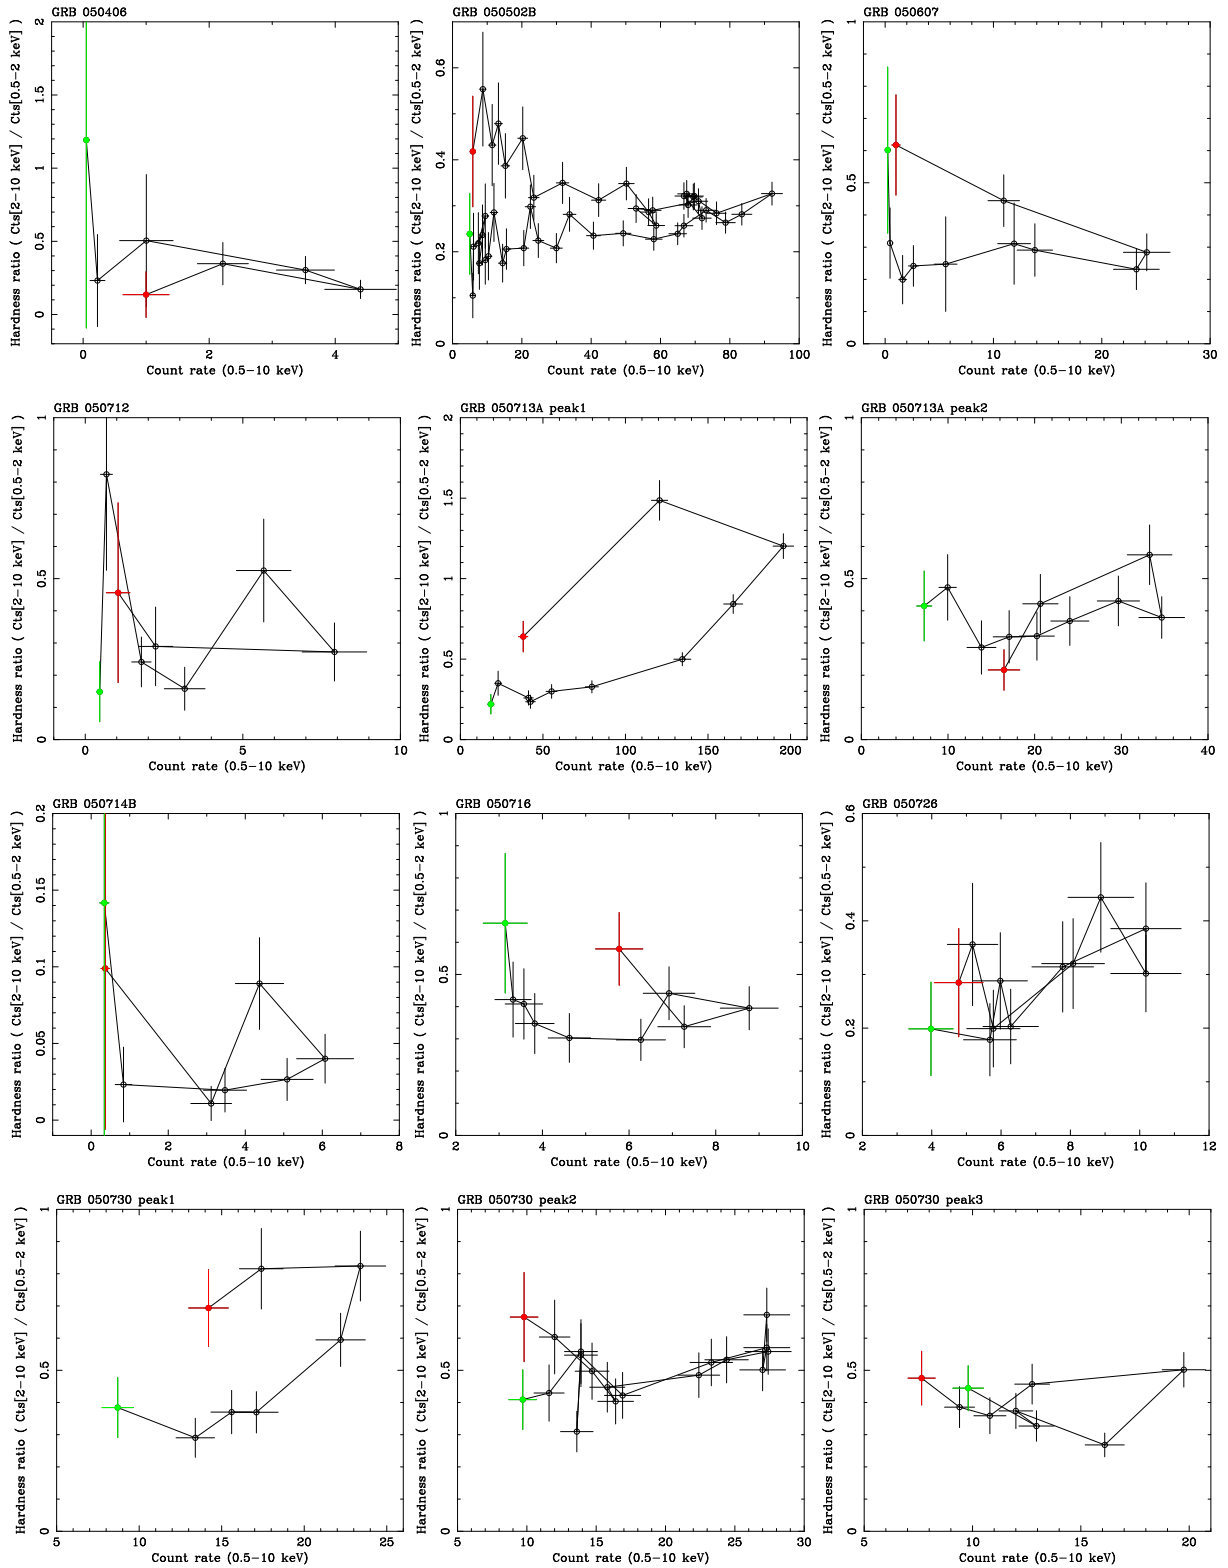 GRB 050406
Hardness ratio ( Cts[2-10 keV] / Cts[0.5-2 keV] )
2
1.5
1
0.5
0
0 2 4
Count rate (0.5-10 keV)
GRB 050502B
Hardness ratio ( Cts[2-10 keV] / Cts[0.5-2 keV] )
0.6
0.4
0.2
0
0 20 40 60 80 100
Count rate (0.5-10 keV)
GRB 050607
Hardness ratio ( Cts[2-10 keV] / Cts[0.5-2 keV] )
1
0.5
0
0 10 20 30
Count rate (0.5-10 keV)
GRB 050712
Hardness ratio ( Cts[2-10 keV] / Cts[0.5-2 keV] )
1
0.5
0
0 5 10
Count rate (0.5-10 keV)
GRB 050713A peak1
Hardness ratio ( Cts[2-10 keV] / Cts[0.5-2 keV] )
2
1.5
1
0.5
0
0 50 100 150 200
Count rate (0.5-10 keV)
GRB 050713A peak2
Hardness ratio ( Cts[2-10 keV] / Cts[0.5-2 keV] )
1
0.5
0
0 10 20 30 40
Count rate (0.5-10 keV)
GRB 050714B
Hardness ratio ( Cts[2-10 keV] / Cts[0.5-2 keV] )
0.2
0.15
0.1
0.05
0
0 2 4 6 8
Count rate (0.5-10 keV)
GRB 050716
Hardness ratio ( Cts[2-10 keV] / Cts[0.5-2 keV] )
1
0.5
0
2 4 6 8 10
Count rate (0.5-10 keV)
GRB 050726
Hardness ratio ( Cts[2-10 keV] / Cts[0.5-2 keV] )
0.6
0.4
0.2
0
2 4 6 8 10 12
Count rate (0.5-10 keV)
GRB 050730 peak1
Hardness ratio ( Cts[2-10 keV] / Cts[0.5-2 keV] )
1
0.5
0
5 10 15 20 25
Count rate (0.5-10 keV)
GRB 050730 peak2
Hardness ratio ( Cts[2-10 keV] / Cts[0.5-2 keV] )
1
0.5
0
5 10 15 20 25 30
Count rate (0.5-10 keV)
GRB 050730 peak3
Hardness ratio ( Cts[2-10 keV] / Cts[0.5-2 keV] )
1
0.5
0
5 10 15 20
Count rate (0.5-10 keV)